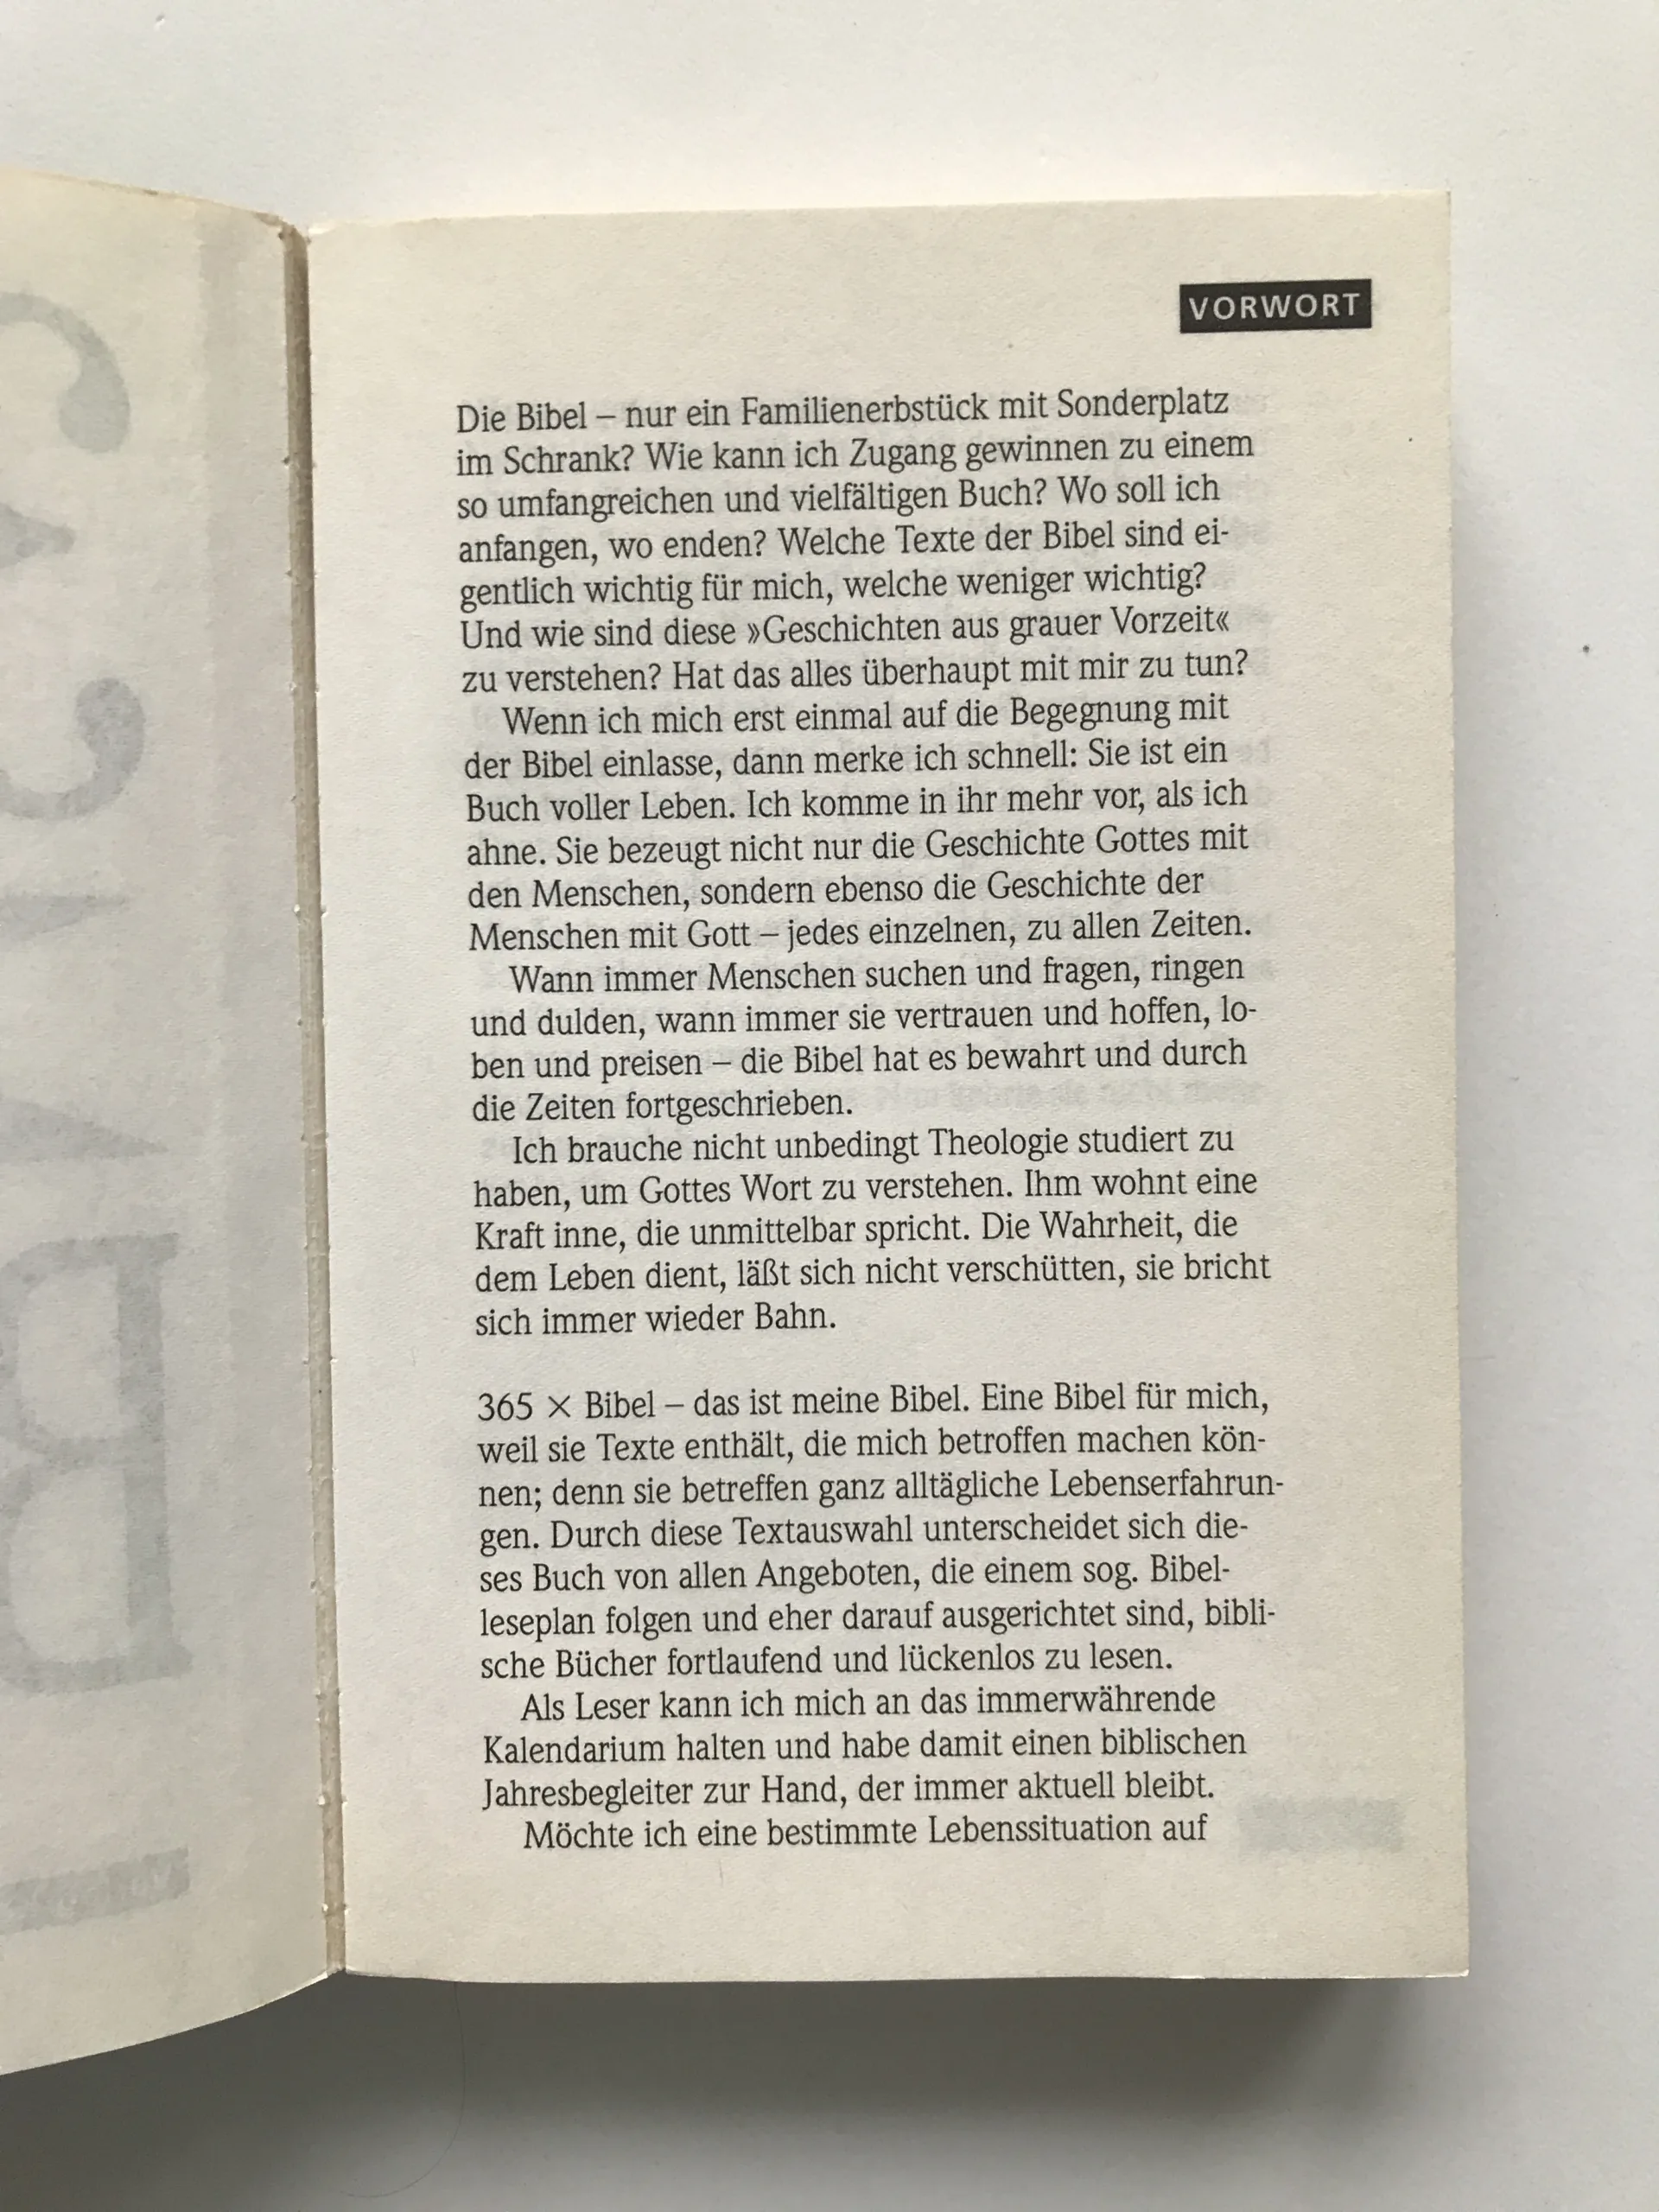 VORWORT
Die Bibel – nur ein Familienerbstück mit Sonderplatz
im Schrank? Wie kann ich Zugang gewinnen zu einem
so umfangreichen und vielfältigen Buch? Wo soll ich
anfangen, wo enden? Welche Texte der Bibel sind ei-
gentlich wichtig für mich, welche weniger wichtig?
Und wie sind diese »Geschichten aus grauer Vorzeit«
zu verstehen? Hat das alles überhaupt mit mir zu tun?
Wenn ich mich erst einmal auf die Begegnung mit
der Bibel einlasse, dann merke ich schnell: Sie ist ein
Buch voller Leben. Ich komme in ihr mehr vor, als ich
ahne. Sie bezeugt nicht nur die Geschichte Gottes mit
den Menschen, sondern ebenso die Geschichte der
Menschen mit Gott – jedes einzelnen, zu allen Zeiten.
Wann immer Menschen suchen und fragen, ringen
und dulden, wann immer sie vertrauen und hoffen, lo-
ben und preisen – die Bibel hat es bewahrt und durch
die Zeiten fortgeschrieben.
Ich brauche nicht unbedingt Theologie studiert zu
haben, um Gottes Wort zu verstehen. Ihm wohnt eine
Kraft inne, die unmittelbar spricht. Die Wahrheit, die
dem Leben dient, läßt sich nicht verschütten, sie bricht
sich immer wieder Bahn.
365 × Bibel – das ist meine Bibel. Eine Bibel für mich,
weil sie Texte enthält, die mich betroffen machen kön-
nen; denn sie betreffen ganz alltägliche Lebenserfahrun-
gen. Durch diese Textauswahl unterscheidet sich die-
ses Buch von allen Angeboten, die einem sog. Bibel-
leseplan folgen und eher darauf ausgerichtet sind, bibli-
sche Bücher fortlaufend und lückenlos zu lesen.
Als Leser kann ich mich an das immerwährende
Kalendarium halten und habe damit einen biblischen
Jahresbegleiter zur Hand, der immer aktuell bleibt.
Möchte ich eine bestimmte Lebenssituation auf